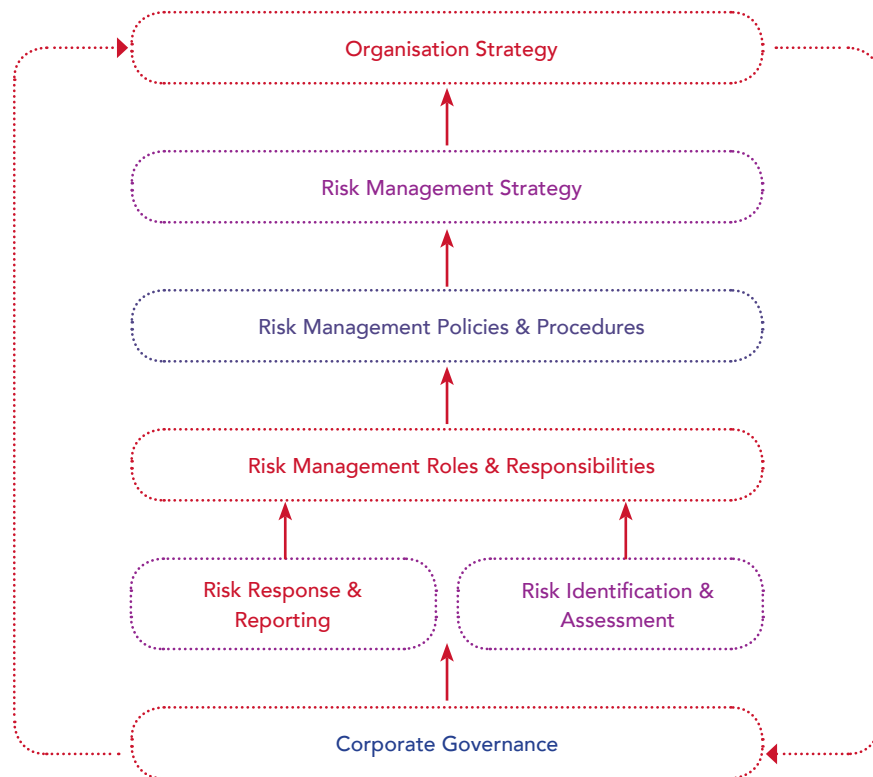 Organisation Strategy
Risk Management Strategy
Risk Management Policies & Procedures
Risk Management Roles & Responsibilities
Risk Response &
Reporting
Risk Identification &
Assessment
Corporate Governance